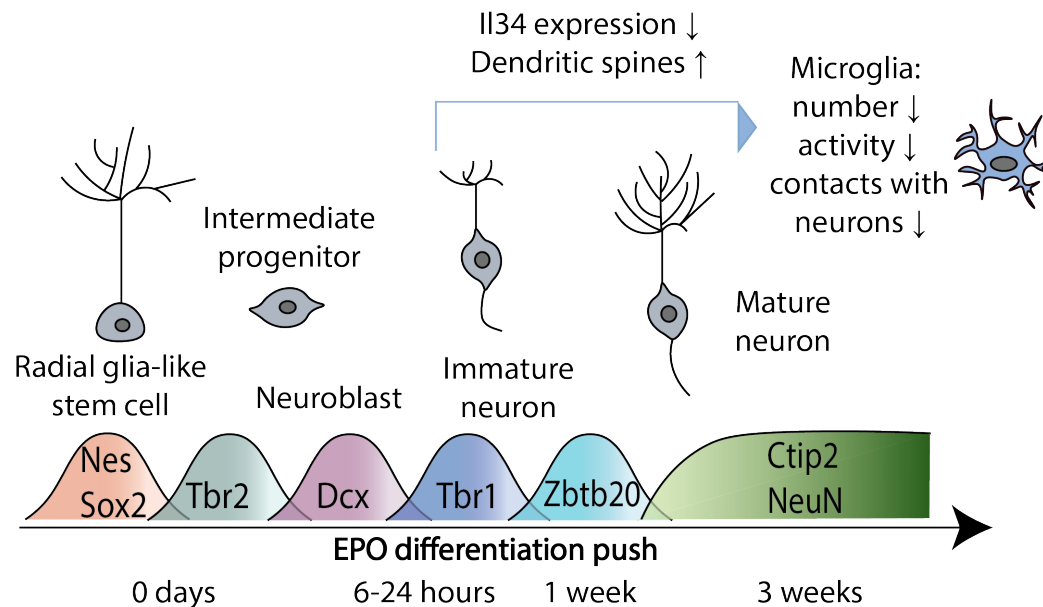 Il34 expression ↓
Dendritic spines ↑
Microglia:
number ↓
activity ↓
contacts with
neurons ↓
Intermediate
progenitor
Mature
neuron
Radial glia-like
stem cell
Neuroblast
Immature
neuron
Nes
Sox2
Tbr2
Dcx
Tbr1
Zbtb20
Ctip2
NeuN
EPO differentiation push
0 days
6-24 hours
1 week
3 weeks